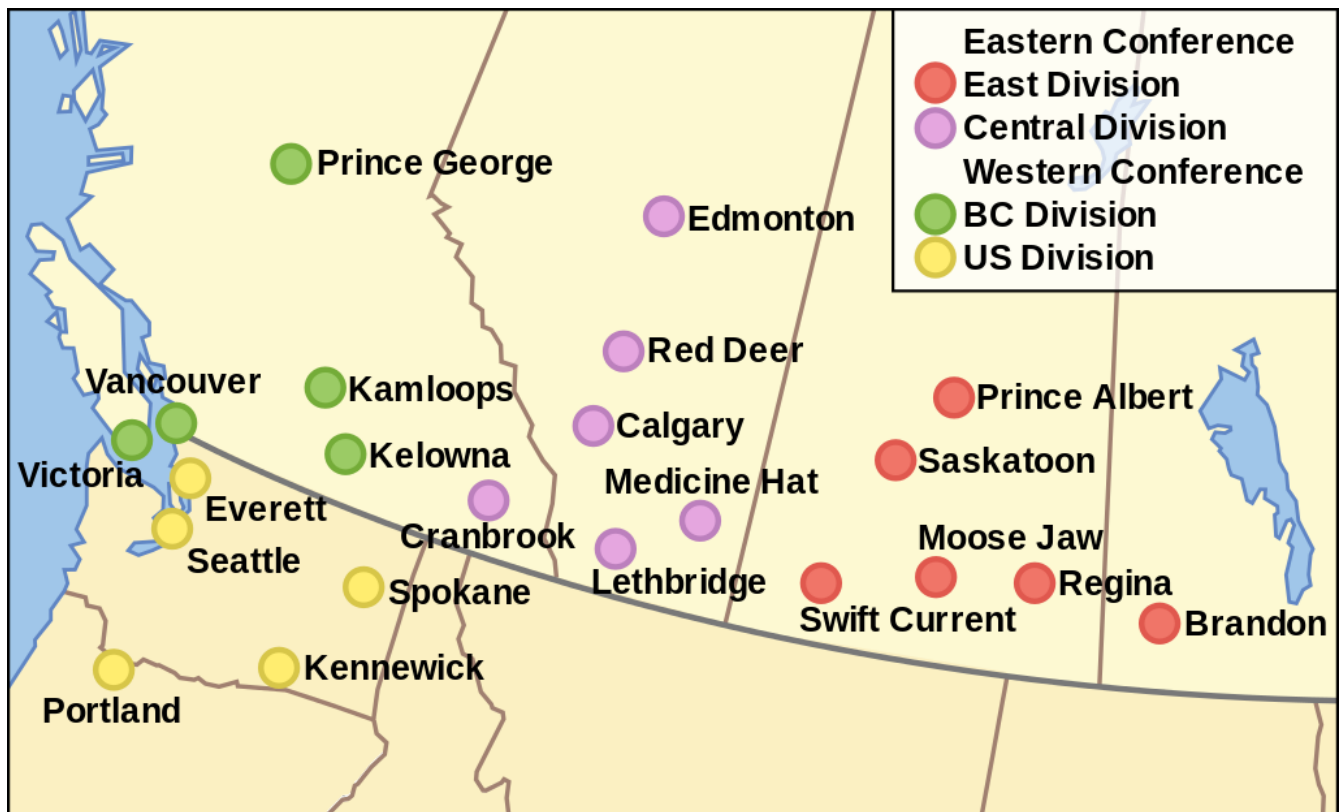 Eastern Conference
East Division
Central Division
Western Conference
BC Division
US Division
Prince George
Edmonton
Red Deer
Vancouver
Kamloops
Prince Albert
Calgary
Victoria
Kelowna
Saskatoon
Medicine Hat
Everett
Cranbrook
Moose Jaw
Seattle
Lethbridge
Regina
Spokane
Swift Current
Brandon
Kennewick
Portland